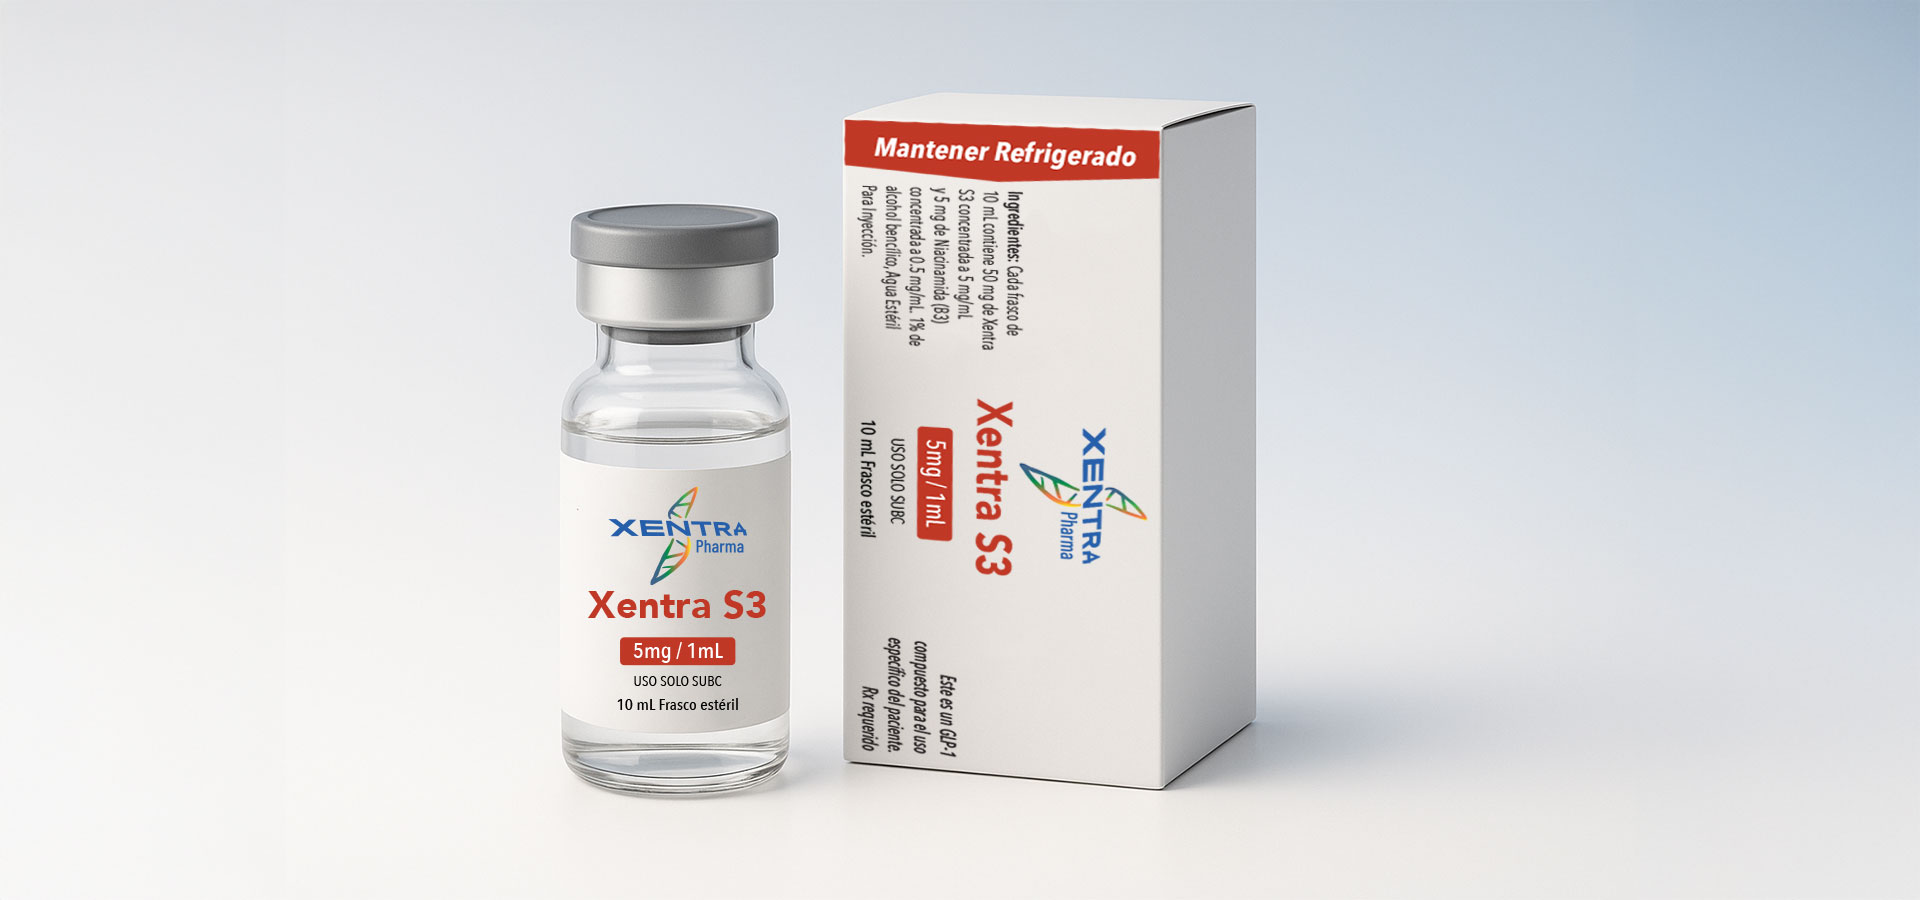 XENTRA
Pharma
Xentra S3
5mg / 1mL
USO SOLO SUBC
10 mL Frasco estéril
Mantener Refrigerado
Ingredientes: Cada frasco de
10 mL contiene 50 mg de Xentra
S3 concentrada a 5 mg/mL
y 5 mg de Niacinamida (B3)
concentrada a 0.5 mg/mL. 1% de
alcohol bencílico, Agua Estéril
Para Inyección.
XENTRA
Pharma
Xentra S3
5mg / 1mL
USO SOLO SUBC
10 mL Frasco estéril
Este es un GLP-1
compuesto para el uso
específico del paciente.
Rx requerido